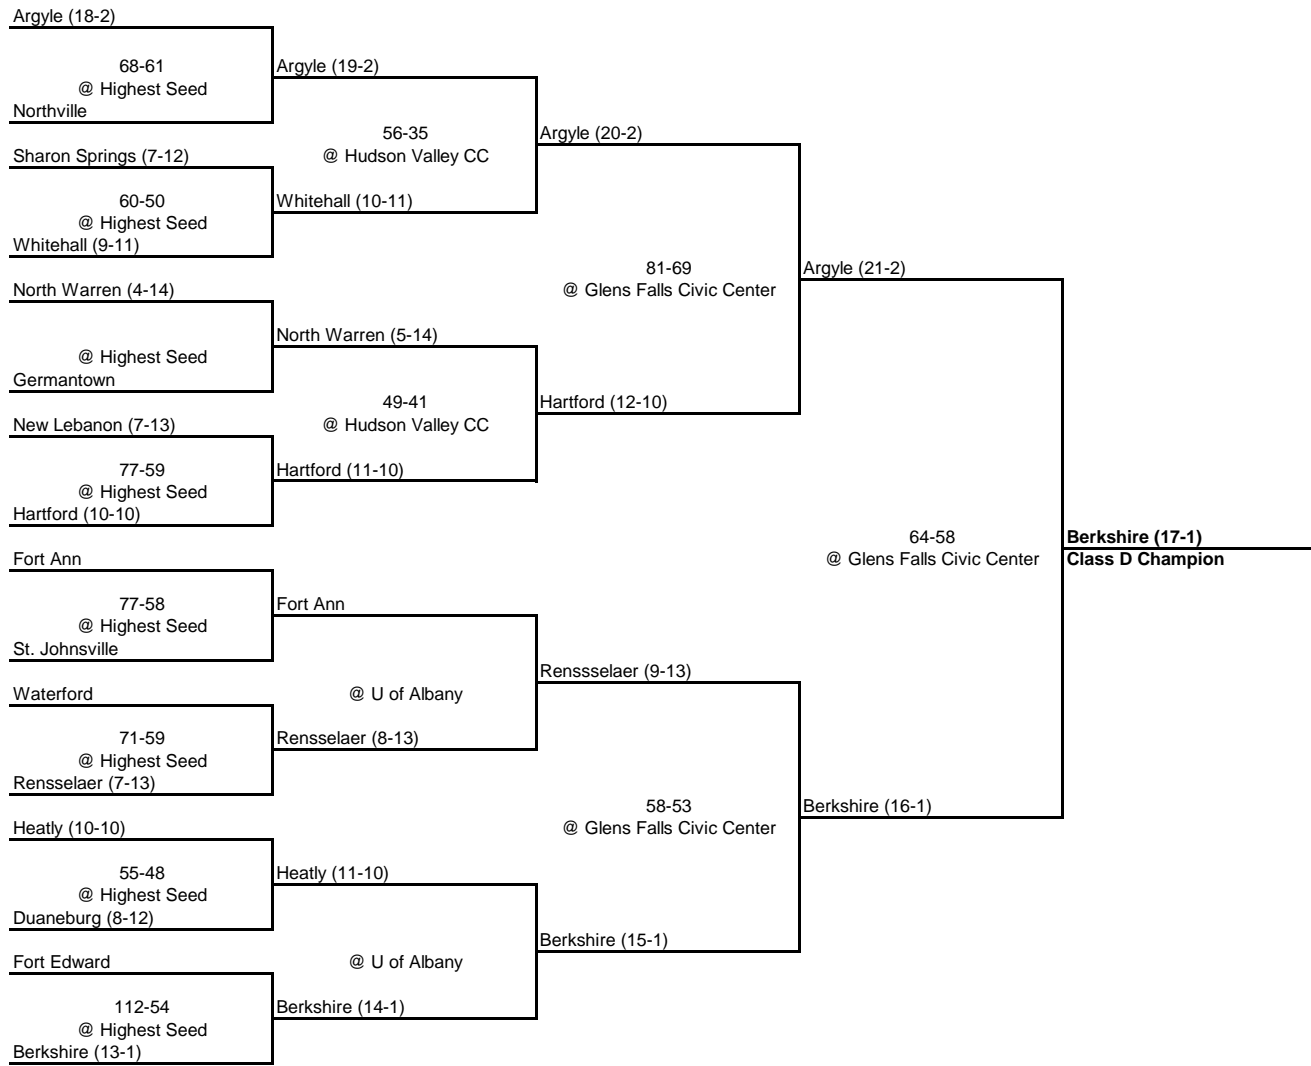 Argyle (18-2)
68-61
@ Highest Seed
Northville
Sharon Springs (7-12)
60-50
@ Highest Seed
Whitehall (9-11)
North Warren (4-14)
@ Highest Seed
Germantown
New Lebanon (7-13)
77-59
@ Highest Seed
Hartford (10-10)
Fort Ann
77-58
@ Highest Seed
St. Johnsville
Waterford
71-59
@ Highest Seed
Rensselaer (7-13)
Heatly (10-10)
55-48
@ Highest Seed
Duaneburg (8-12)
Fort Edward
112-54
@ Highest Seed
Berkshire (13-1)
Argyle (19-2)
56-35
@ Hudson Valley CC
Whitehall (10-11)
North Warren (5-14)
49-41
@ Hudson Valley CC
Hartford (11-10)
Fort Ann
@ U of Albany
Rensselaer (8-13)
Heatly (11-10)
@ U of Albany
Berkshire (14-1)
Argyle (20-2)
81-69
@ Glens Falls Civic Center
Hartford (12-10)
Renssselaer (9-13)
58-53
@ Glens Falls Civic Center
Berkshire (15-1)
Argyle (21-2)
64-58
@ Glens Falls Civic Center
Berkshire (16-1)
Berkshire (17-1)
Class D Champion